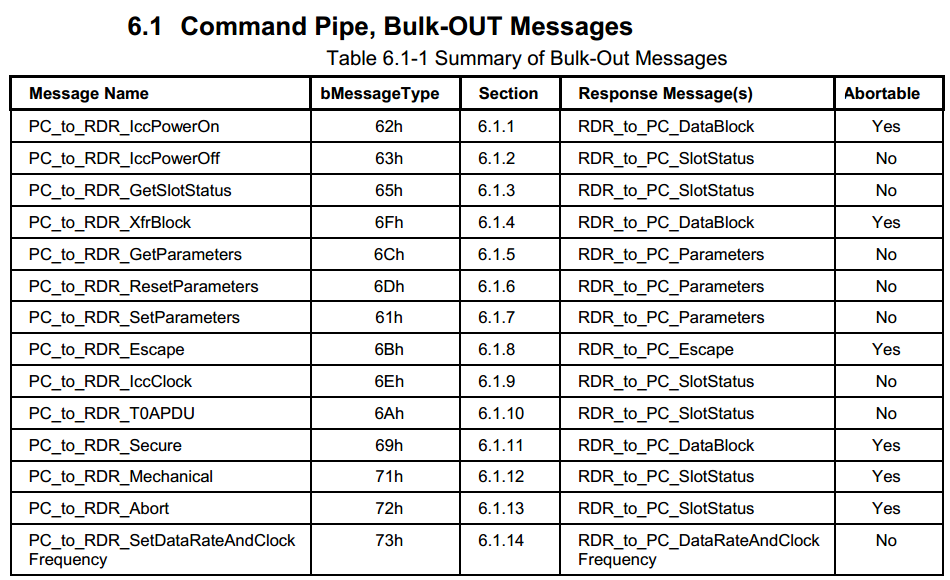 6.1 Command Pipe, Bulk-OUT Messages
Table 6.1-1 Summary of Bulk-Out Messages
Message Name bMessageType Section Response Message(s) Abortable
PC_to_RDR_IccPowerOn 62h 6.1.1 RDR_to_PC_DataBlock Yes
PC_to_RDR_IccPowerOff 63h 6.1.2 RDR_to_PC_SlotStatus No
PC_to_RDR_GetSlotStatus 65h 6.1.3 RDR_to_PC_SlotStatus No
PC_to_RDR_XfrBlock 6Fh 6.1.4 RDR_to_PC_DataBlock Yes
PC_to_RDR_GetParameters 6Ch 6.1.5 RDR_to_PC_Parameters No
PC_to_RDR_ResetParameters 6Dh 6.1.6 RDR_to_PC_Parameters No
PC_to_RDR_SetParameters 61h 6.1.7 RDR_to_PC_Parameters No
PC_to_RDR_Escape 6Bh 6.1.8 RDR_to_PC_Escape Yes
PC_to_RDR_IccClock 6Eh 6.1.9 RDR_to_PC_SlotStatus No
PC_to_RDR_T0APDU 6Ah 6.1.10 RDR_to_PC_SlotStatus No
PC_to_RDR_Secure 69h 6.1.11 RDR_to_PC_DataBlock Yes
PC_to_RDR_Mechanical 71h 6.1.12 RDR_to_PC_SlotStatus Yes
PC_to_RDR_Abort 72h 6.1.13 RDR_to_PC_SlotStatus Yes
PC_to_RDR_SetDataRateAndClock 73h 6.1.14 RDR_to_PC_DataRateAndClock No
Frequency Frequency